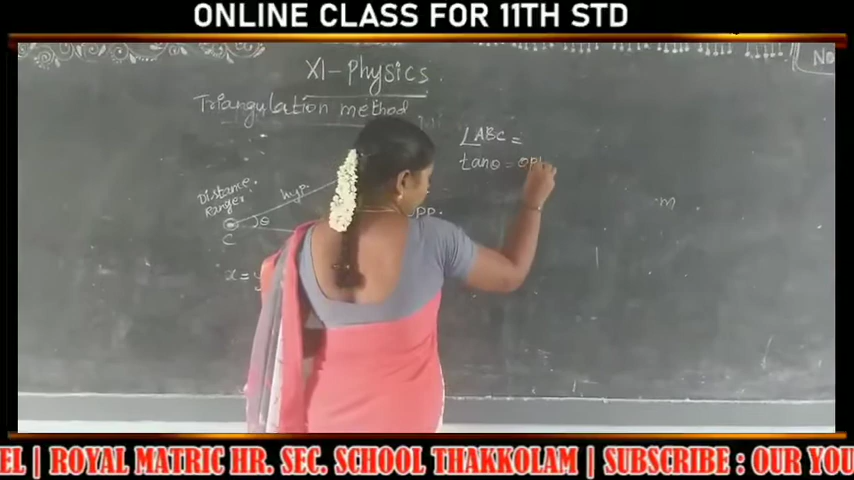 ONLINE CLASS FOR 11TH STD
XI-Physics
Triangulation method
∠ABC =
tanθ = OPP
Distance
Ranger
hyp
θ
C
opp.
x =
m
No
EL | ROYAL MATRIC HR. SEC. SCHOOL THAKKOLAM | SUBSCRIBE : OUR YOU